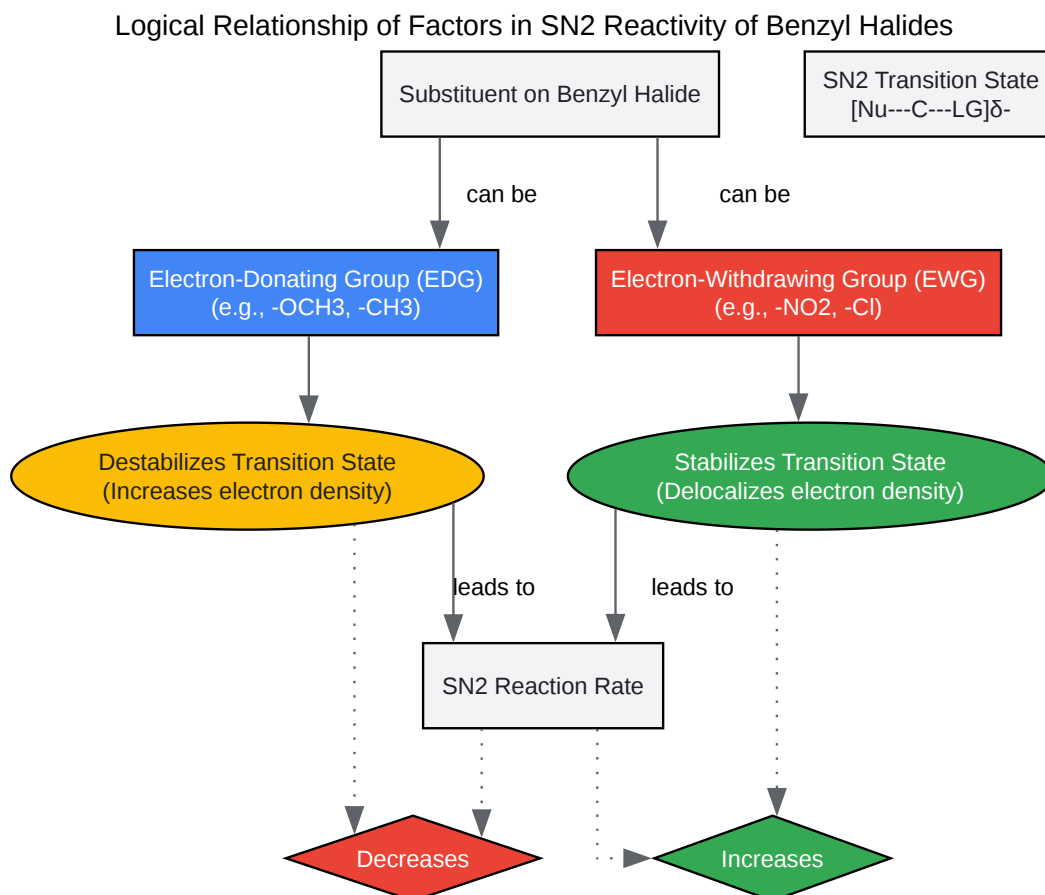 Logical Relationship of Factors in SN2 Reactivity of Benzyl Halides
Substituent on Benzyl Halide
SN2 Transition State
[Nu---C---LG]δ-
can be
can be
Electron-Donating Group (EDG)
(e.g., -OCH3, -CH3)
Electron-Withdrawing Group (EWG)
(e.g., -NO2, -Cl)
Destabilizes Transition State
(Increases electron density)
Stabilizes Transition State
(Delocalizes electron density)
leads to
leads to
SN2 Reaction Rate
Decreases
Increases